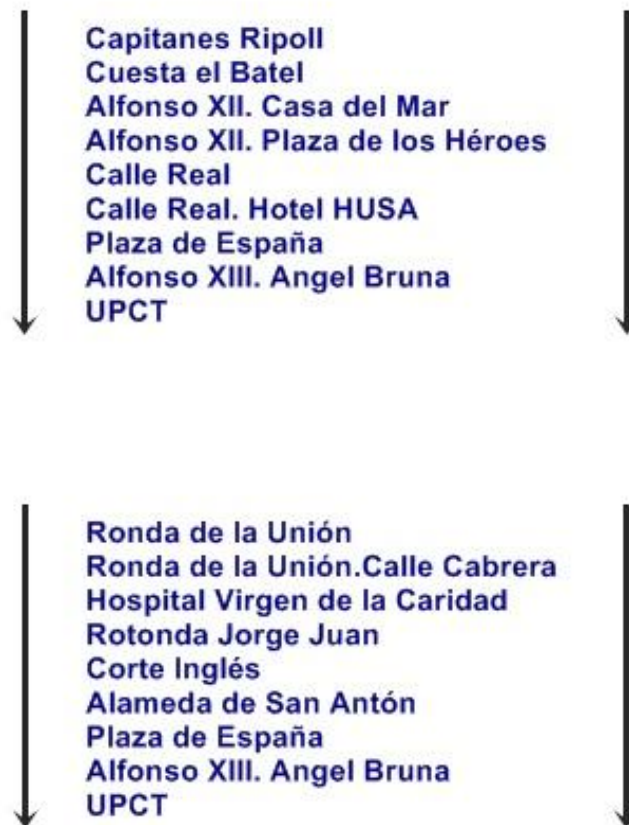 Capitanes Ripoll
Cuesta el Batel
Alfonso XII. Casa del Mar
Alfonso XII. Plaza de los Héroes
Calle Real
Calle Real. Hotel HUSA
Plaza de España
Alfonso XIII. Angel Bruna
UPCT
Ronda de la Unión
Ronda de la Unión.Calle Cabrera
Hospital Virgen de la Caridad
Rotonda Jorge Juan
Corte Inglés
Alameda de San Antón
Plaza de España
Alfonso XIII. Angel Bruna
UPCT